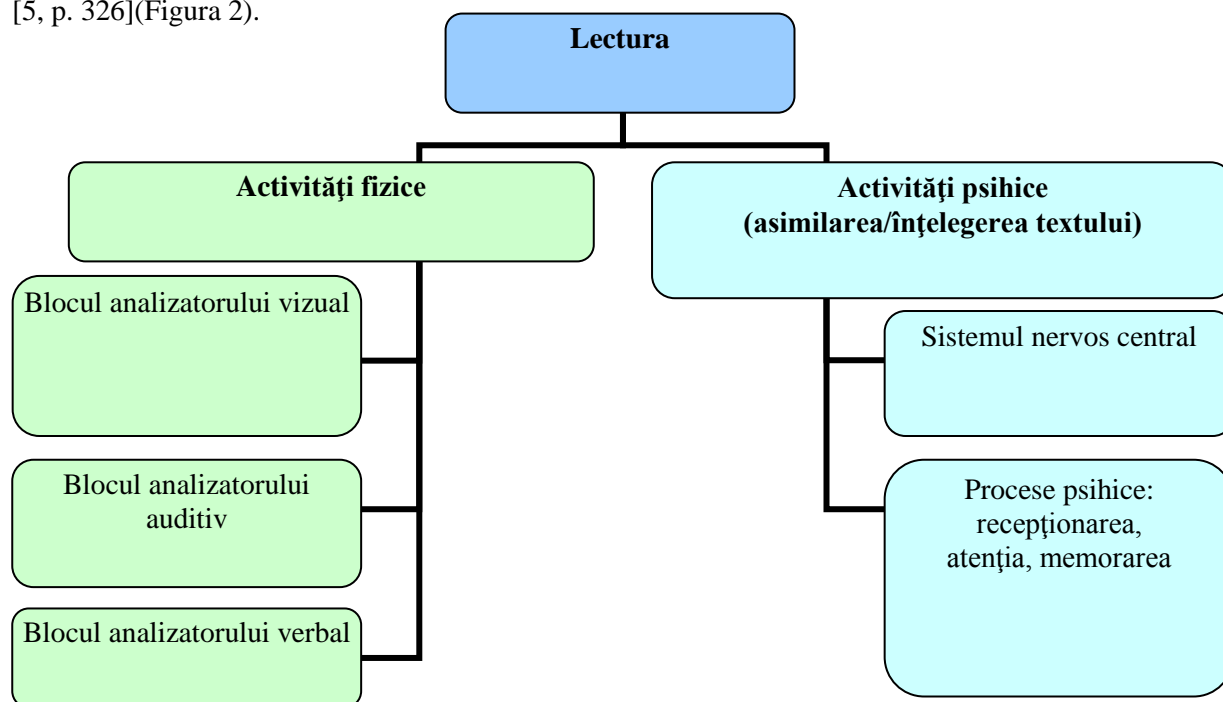 [5, p. 326](Figura 2).
Lectura
Activităţi fizice
Activităţi psihice
(asimilarea/înţelegerea textului)
Blocul analizatorului vizual
Sistemul nervos central
Blocul analizatorului
auditiv
Procese psihice:
recepţionarea,
atenţia, memorarea
Blocul analizatorului verbal